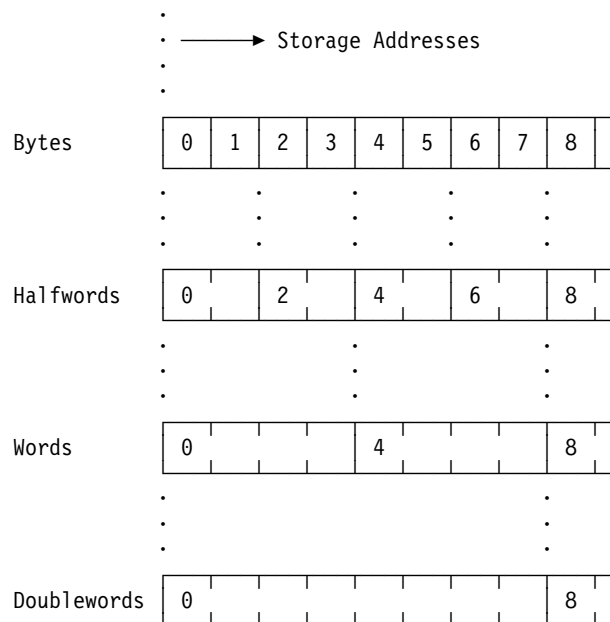 Storage Addresses
Bytes 0 1 2 3 4 5 6 7 8
Halfwords 0 2 4 6 8
Words 0 4 8
Doublewords 0 8